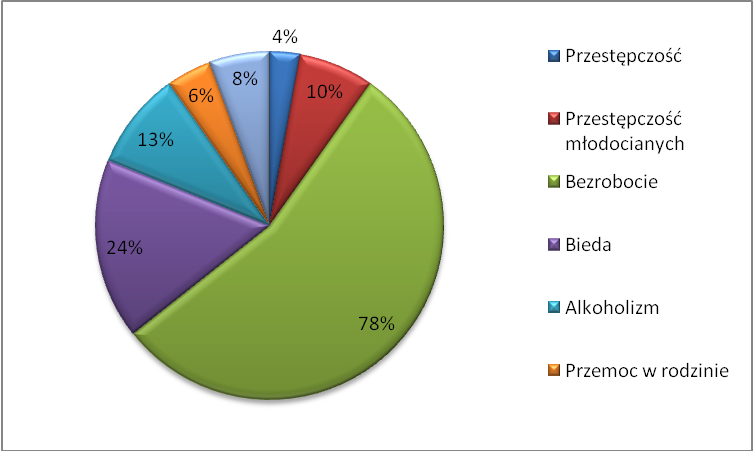 4%
10%
8%
6%
13%
24%
78%
Przestępczość
Przestępczość
młodocianych
Bezrobocie
Bieda
Alkoholizm
Przemoc w rodzinie